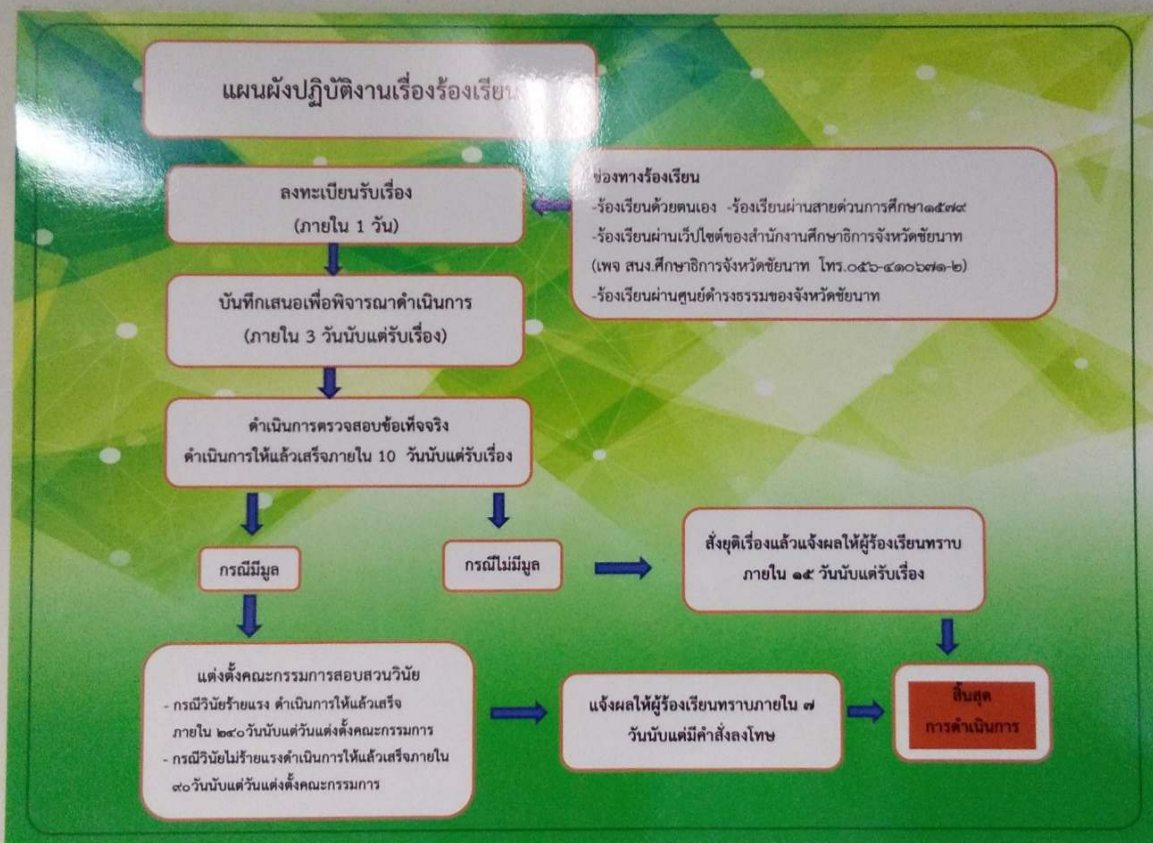 แผนผังปฏิบัติงานเรื่องร้องเรียน
ลงทะเบียนรับเรื่อง
(ภายใน 1 วัน)
ช่องทางร้องเรียน
-ร้องเรียนด้วยตนเอง -ร้องเรียนผ่านสายด่วนการศึกษา๑๕๗๙
-ร้องเรียนผ่านเว็ปไซต์ของสำนักงานศึกษาธิการจังหวัดชัยนาท
(เพจ สนง.ศึกษาธิการจังหวัดชัยนาท โทร.๐๕๖-๔๑๐๖๗๑-๒)
-ร้องเรียนผ่านศูนย์ดำรงธรรมของจังหวัดชัยนาท
บันทึกเสนอเพื่อพิจารณาดำเนินการ
(ภายใน 3 วันนับแต่รับเรื่อง)
ดำเนินการตรวจสอบข้อเท็จจริง
ดำเนินการให้แล้วเสร็จภายใน 10 วันนับแต่รับเรื่อง
กรณีมีมูล
กรณีไม่มีมูล
สั่งยุติเรื่องแล้วแจ้งผลให้ผู้ร้องเรียนทราบ
ภายใน ๑๕ วันนับแต่รับเรื่อง
แต่งตั้งคณะกรรมการสอบสวนวินัย
- กรณีวินัยร้ายแรง ดำเนินการให้แล้วเสร็จ
ภายใน ๒๔๐วันนับแต่วันแต่งตั้งคณะกรรมการ
- กรณีวินัยไม่ร้ายแรงดำเนินการให้แล้วเสร็จภายใน
๙๐วันนับแต่วันแต่งตั้งคณะกรรมการ
แจ้งผลให้ผู้ร้องเรียนทราบภายใน ๗
วันนับแต่มีคำสั่งลงโทษ
สิ้นสุด
การดำเนินการ